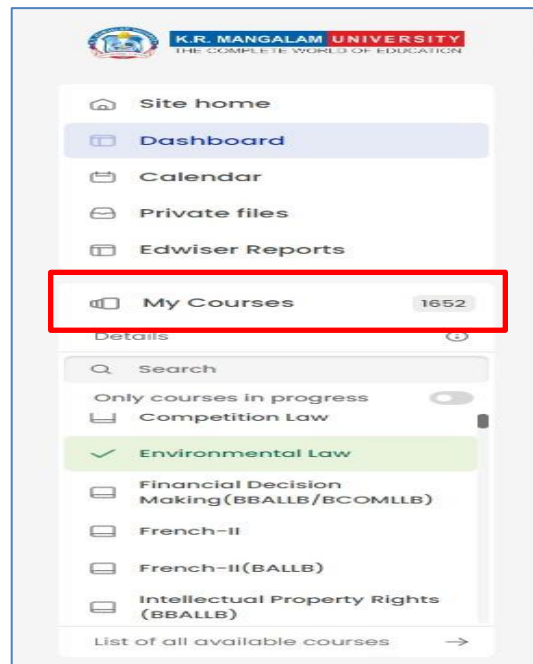 K.R. MANGALAM UNIVERSITY
THE COMPLETE WORLD OF EDUCATION
Site home
Dashboard
Calendar
Private files
Edwiser Reports
My Courses 1652
Details
Search
Only courses in progress
Competition Law
Environmental Law
Financial Decision
Making(BBALLB/BCOMLLB)
French-II
French-II(BALLB)
Intellectual Property Rights
(BBALLB)
List of all available courses